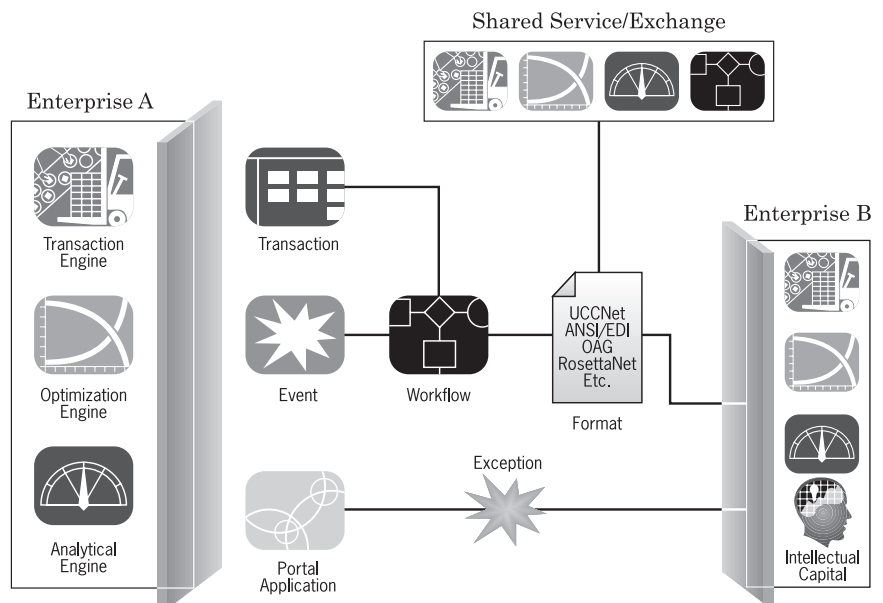 Shared Service/Exchange
Enterprise A
Transaction
Engine
Transaction
Enterprise B
UCCNet
ANSI/EDI
OAG
RosettaNet
Etc.
Optimization
Engine
Event
Workflow
Format
Exception
Analytical
Engine
Portal
Application
Intellectual
Capital